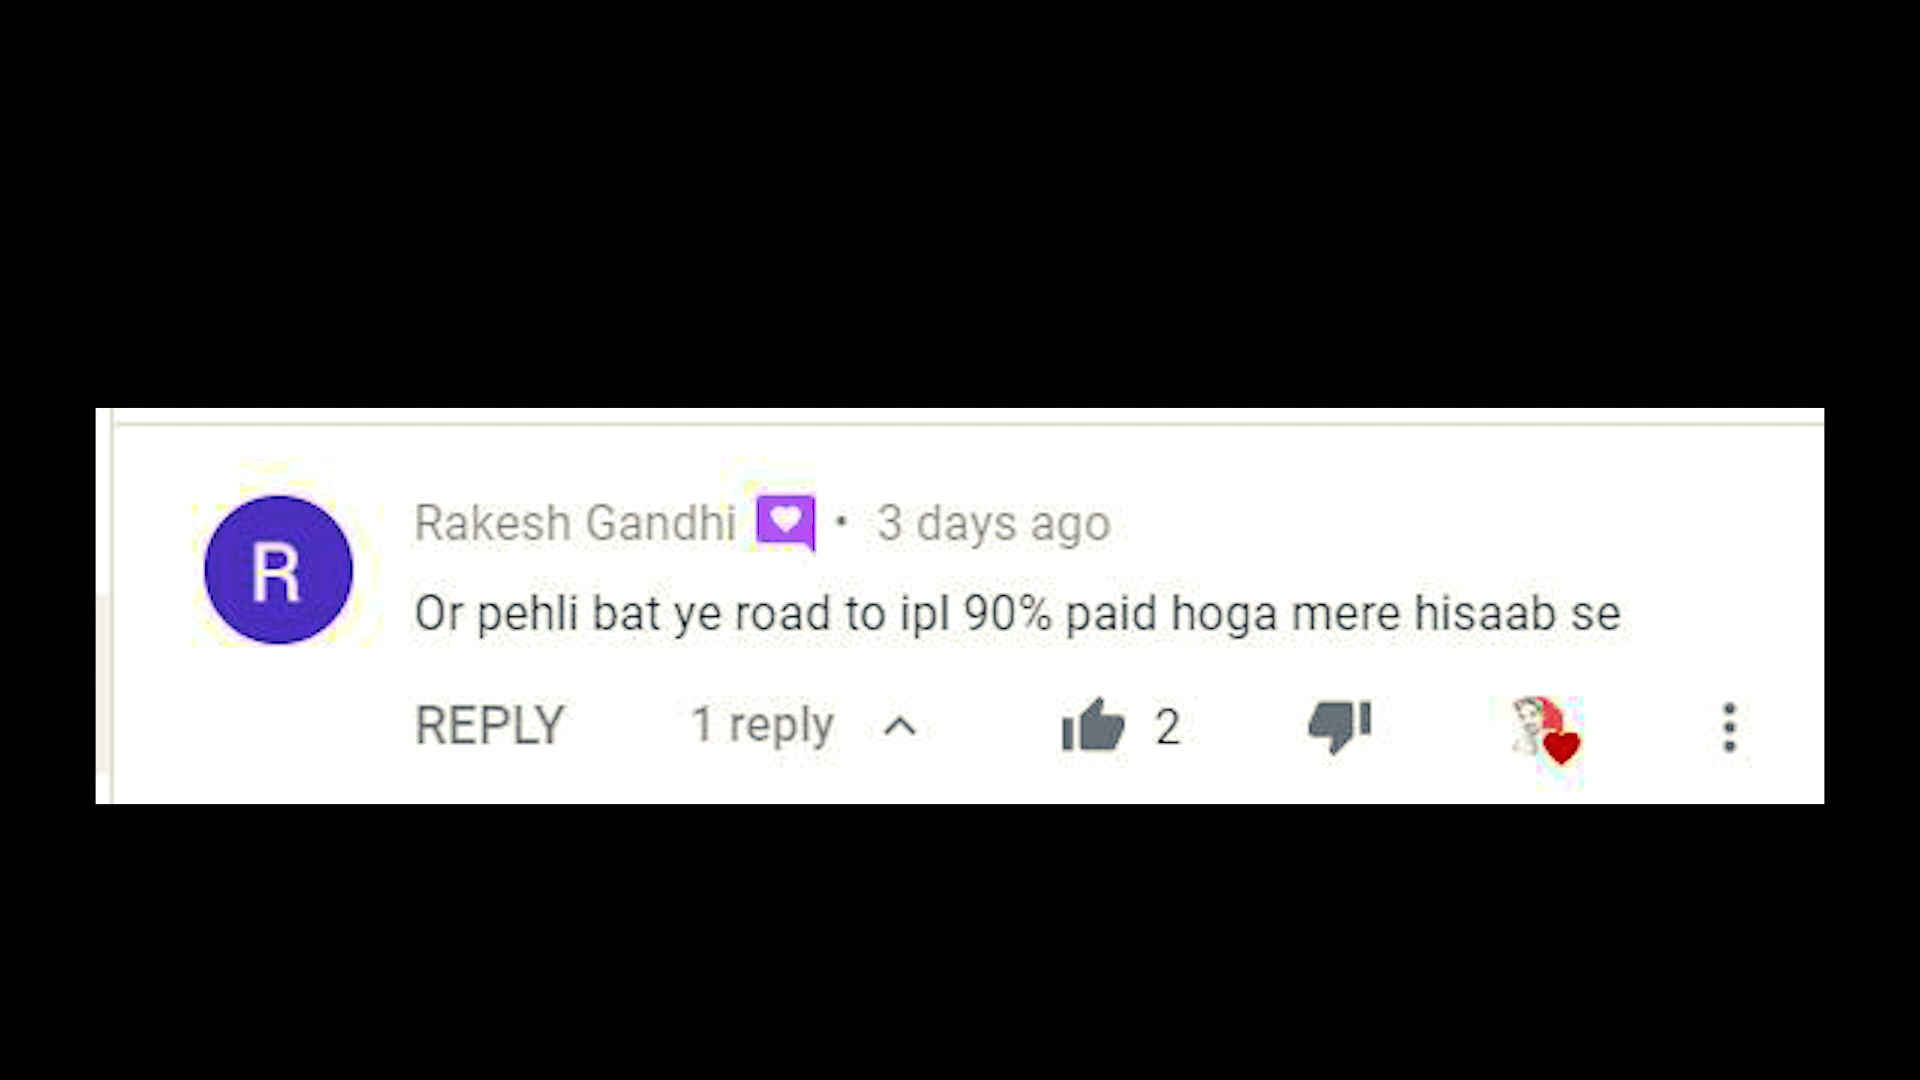 R
Rakesh Gandhi • 3 days ago
Or pehli bat ye road to ipl 90% paid hoga mere hisaab se
REPLY 1 reply 2